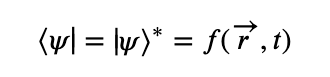 ⟨ψ| = |ψ⟩* = f(r⃗, t)